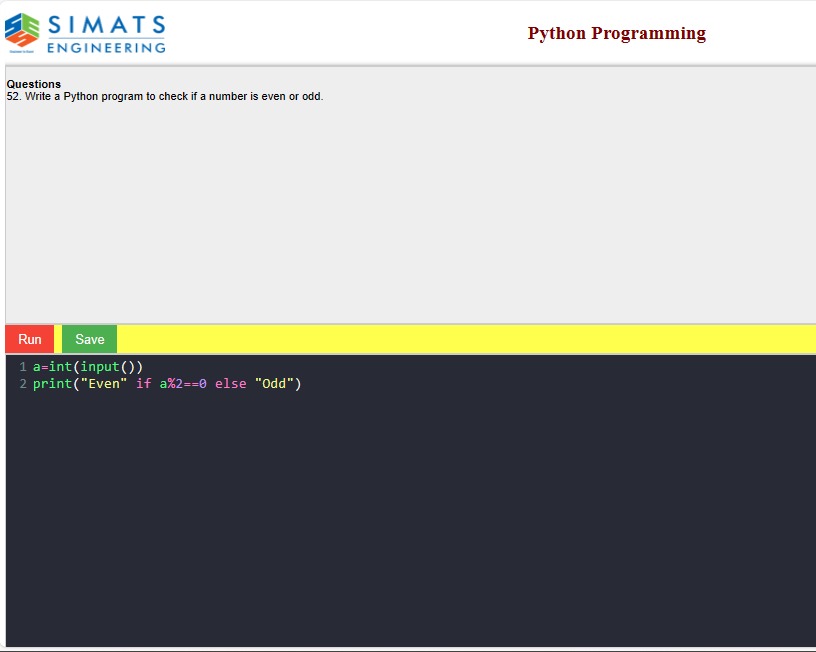 SIMATS
ENGINEERING
Python Programming
Questions
52. Write a Python program to check if a number is even or odd.
Run
Save
1 a=int(input())
2 print("Even" if a%2==0 else "Odd")